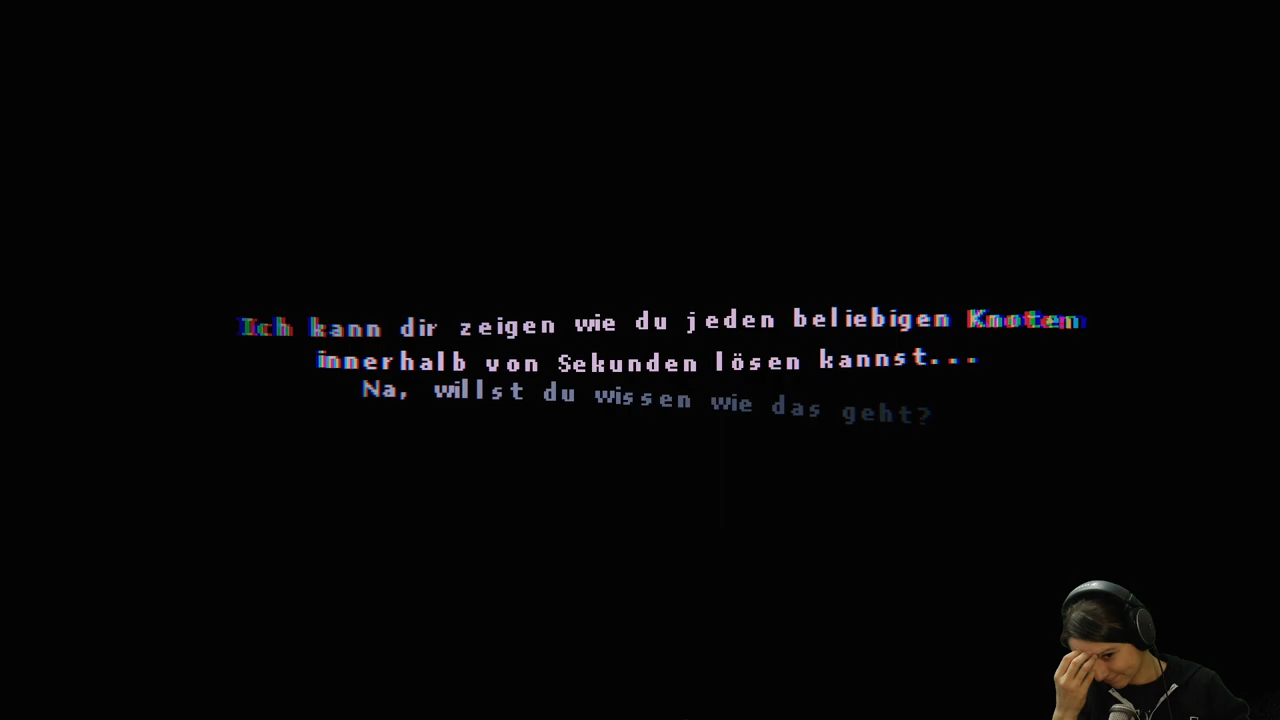 Ich kann dir zeigen wie du jeden beliebigen Knoten
innerhalb von Sekunden lösen kannst...
Na, willst du wissen wie das geht?